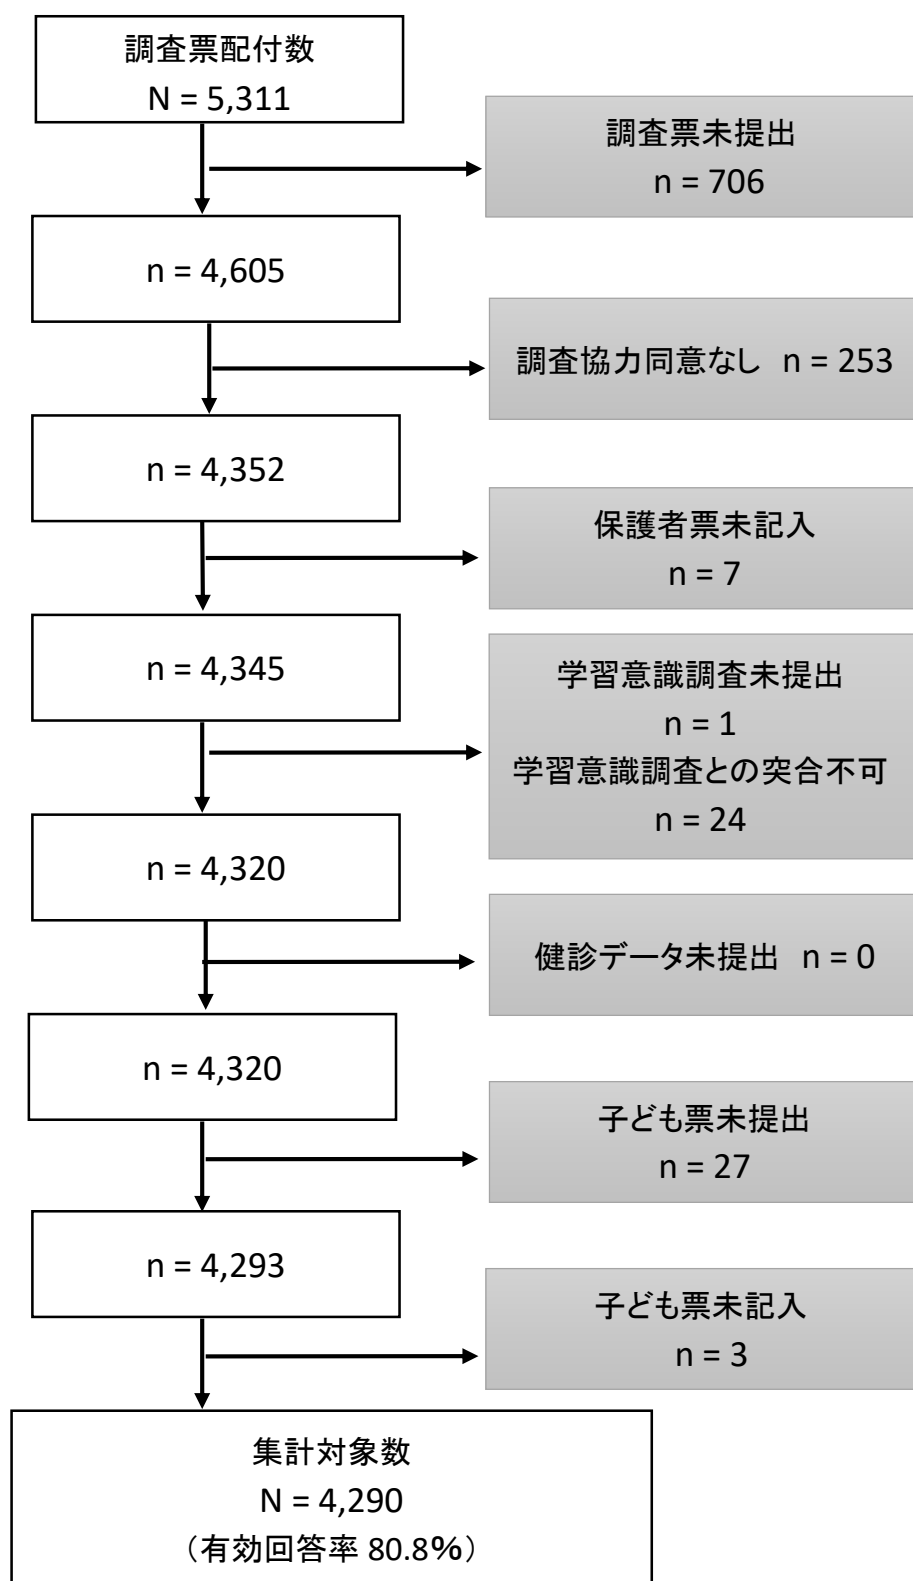 調査票配付数
N = 5,311
調査票未提出
n = 706
n = 4,605
調査協力同意なし n = 253
n = 4,352
保護者票未記入
n = 7
n = 4,345
学習意識調査未提出
n = 1
学習意識調査との突合不可
n = 24
n = 4,320
健診データ未提出 n = 0
n = 4,320
子ども票未提出
n = 27
n = 4,293
子ども票未記入
n = 3
集計対象数
N = 4,290
（有効回答率 80.8%）